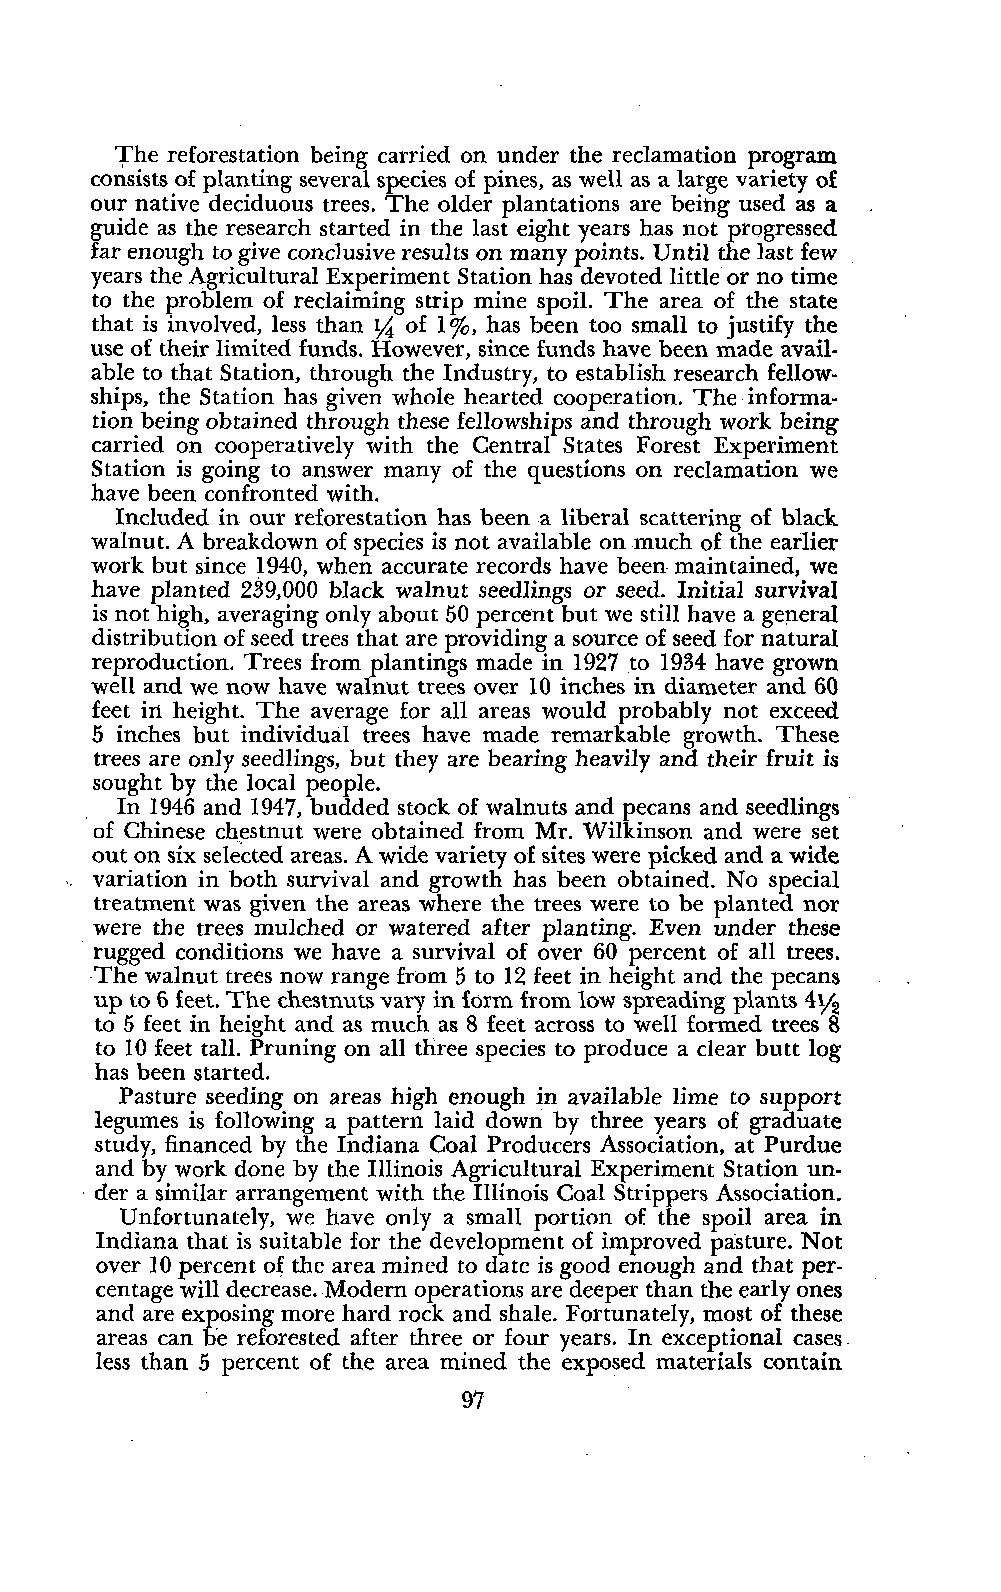 The reforestation being carried on under the reclamation program
consists of planting several species of pines, as well as a large variety of
our native deciduous trees. The older plantations are being used as a
guide as the research started in the last eight years has not progressed
far enough to give conclusive results on many points. Until the last few
years the Agricultural Experiment Station has devoted little or no time
to the problem of reclaiming strip mine spoil. The area of the state
that is involved, less than ¼ of 1%, has been too small to justify the
use of their limited funds. However, since funds have been made avail-
able to that Station, through the Industry, to establish research fellow-
ships, the Station has given whole hearted cooperation. The informa-
tion being obtained through these fellowships and through work being
carried on cooperatively with the Central States Forest Experiment
Station is going to answer many of the questions on reclamation we
have been confronted with.
Included in our reforestation has been a liberal scattering of black
walnut. A breakdown of species is not available on much of the earlier
work but since 1940, when accurate records have been maintained, we
have planted 239,000 black walnut seedlings or seed. Initial survival
is not high, averaging only about 50 percent but we still have a general
distribution of seed trees that are providing a source of seed for natural
reproduction. Trees from plantings made in 1927 to 1934 have grown
well and we now have walnut trees over 10 inches in diameter and 60
feet in height. The average for all areas would probably not exceed
5 inches but individual trees have made remarkable growth. These
trees are only seedlings, but they are bearing heavily and their fruit is
sought by the local people.
In 1946 and 1947, budded stock of walnuts and pecans and seedlings
of Chinese chestnut were obtained from Mr. Wilkinson and were set
out on six selected areas. A wide variety of sites were picked and a wide
variation in both survival and growth has been obtained. No special
treatment was given the areas where the trees were to be planted nor
were the trees mulched or watered after planting. Even under these
rugged conditions we have a survival of over 60 percent of all trees.
The walnut trees now range from 5 to 12 feet in height and the pecans
up to 6 feet. The chestnuts vary in form from low spreading plants 4½
to 5 feet in height and as much as 8 feet across to well formed trees 8
to 10 feet tall. Pruning on all three species to produce a clear butt log
has been started.
Pasture seeding on areas high enough in available lime to support
legumes is following a pattern laid down by three years of graduate
study, financed by the Indiana Coal Producers Association, at Purdue
and by work done by the Illinois Agricultural Experiment Station un-
der a similar arrangement with the Illinois Coal Strippers Association.
Unfortunately, we have only a small portion of the spoil area in
Indiana that is suitable for the development of improved pasture. Not
over 10 percent of the area mined to date is good enough and that per-
centage will decrease. Modern operations are deeper than the early ones
and are exposing more hard rock and shale. Fortunately, most of these
areas can be reforested after three or four years. In exceptional cases
less than 5 percent of the area mined the exposed materials contain
97